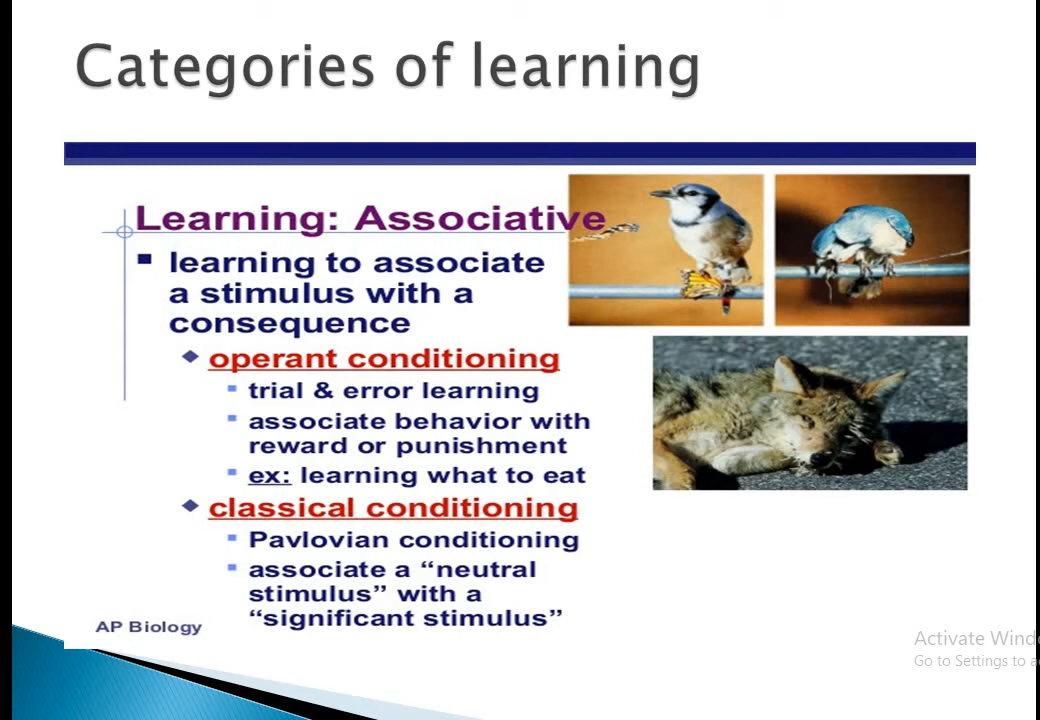 Categories of learning
Learning: Associative
learning to associate
a stimulus with a
consequence
operant conditioning
trial & error learning
associate behavior with
reward or punishment
ex: learning what to eat
classical conditioning
Pavlovian conditioning
associate a “neutral
stimulus” with a
“significant stimulus”
AP Biology
Activate
Go to Settings to